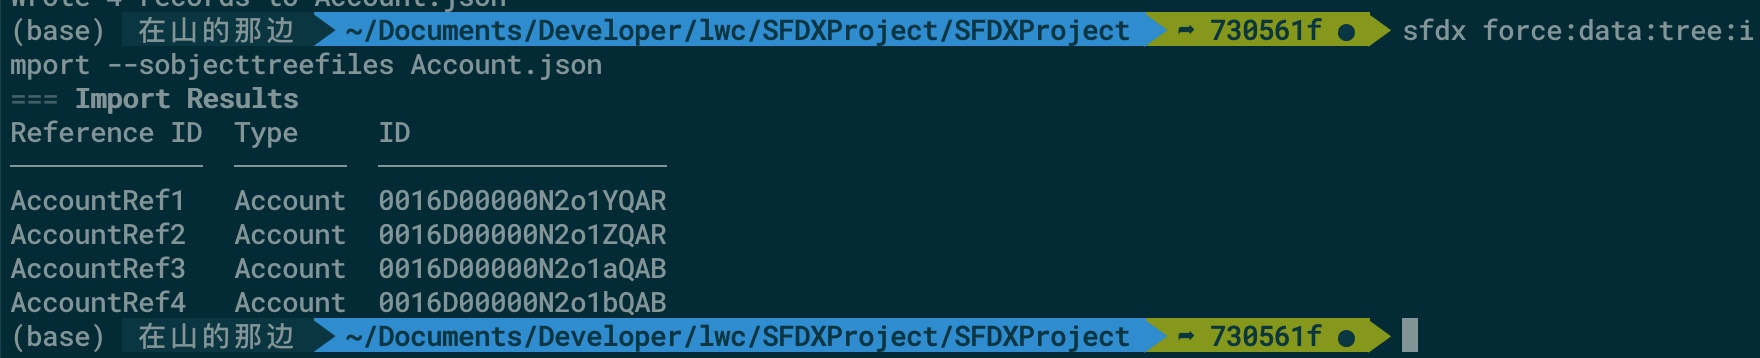 Wrote 4 records to Account.json
(base) 在山的那边 ~/Documents/Developer/lwc/SFDXProject/SFDXProject ➦ 730561f ● sfdx force:data:tree:i
mport --sobjecttreefiles Account.json
=== Import Results
Reference ID Type ID
AccountRef1 Account 0016D00000N2o1YQAR
AccountRef2 Account 0016D00000N2o1ZQAR
AccountRef3 Account 0016D00000N2o1aQAB
AccountRef4 Account 0016D00000N2o1bQAB
(base) 在山的那边 ~/Documents/Developer/lwc/SFDXProject/SFDXProject ➦ 730561f ●